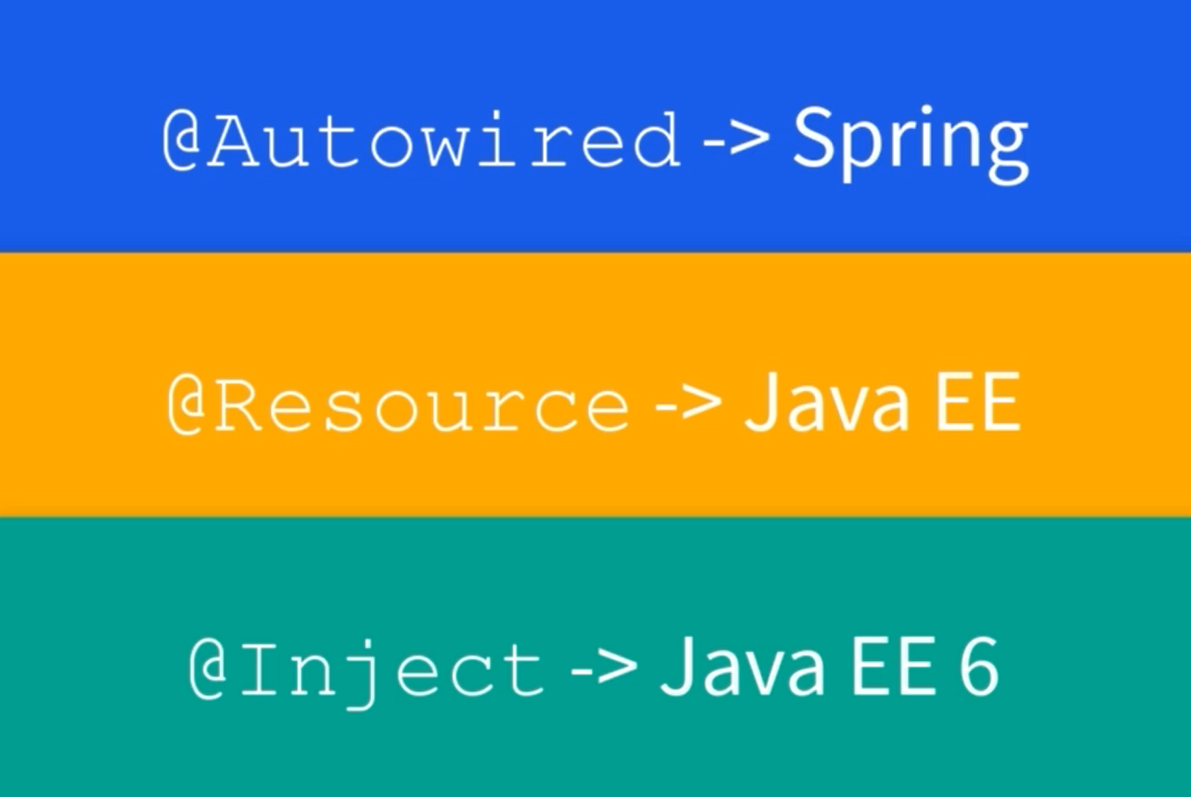 @Autowired -> Spring
@Resource -> Java EE
@Inject -> Java EE 6